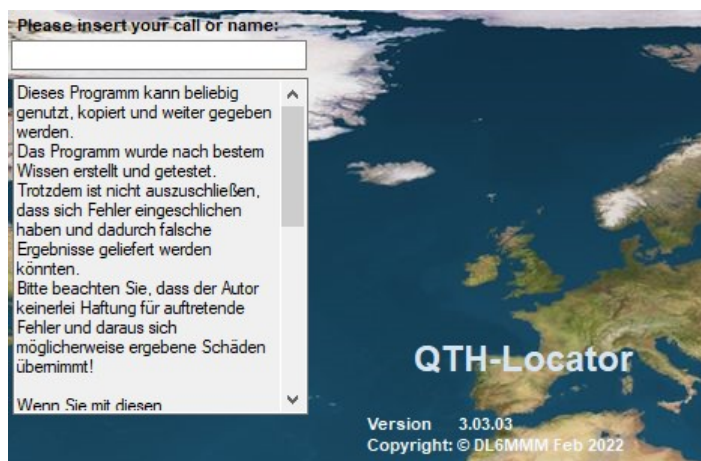 Please insert your call or name:
Dieses Programm kann beliebig
genutzt, kopiert und weiter gegeben
werden.
Das Programm wurde nach bestem
Wissen erstellt und getestet.
Trotzdem ist nicht auszuschließen,
dass sich Fehler eingeschlichen
haben und dadurch falsche
Ergebnisse geliefert werden
könnten.
Bitte beachten Sie, dass der Autor
keinerlei Haftung für auftretende
Fehler und daraus sich
möglicherweise ergebene Schäden
übernimmt!
Wenn Sie mit diesen
QTH-Locator
Version 3.03.03
Copyright: © DL6MMM Feb 2022